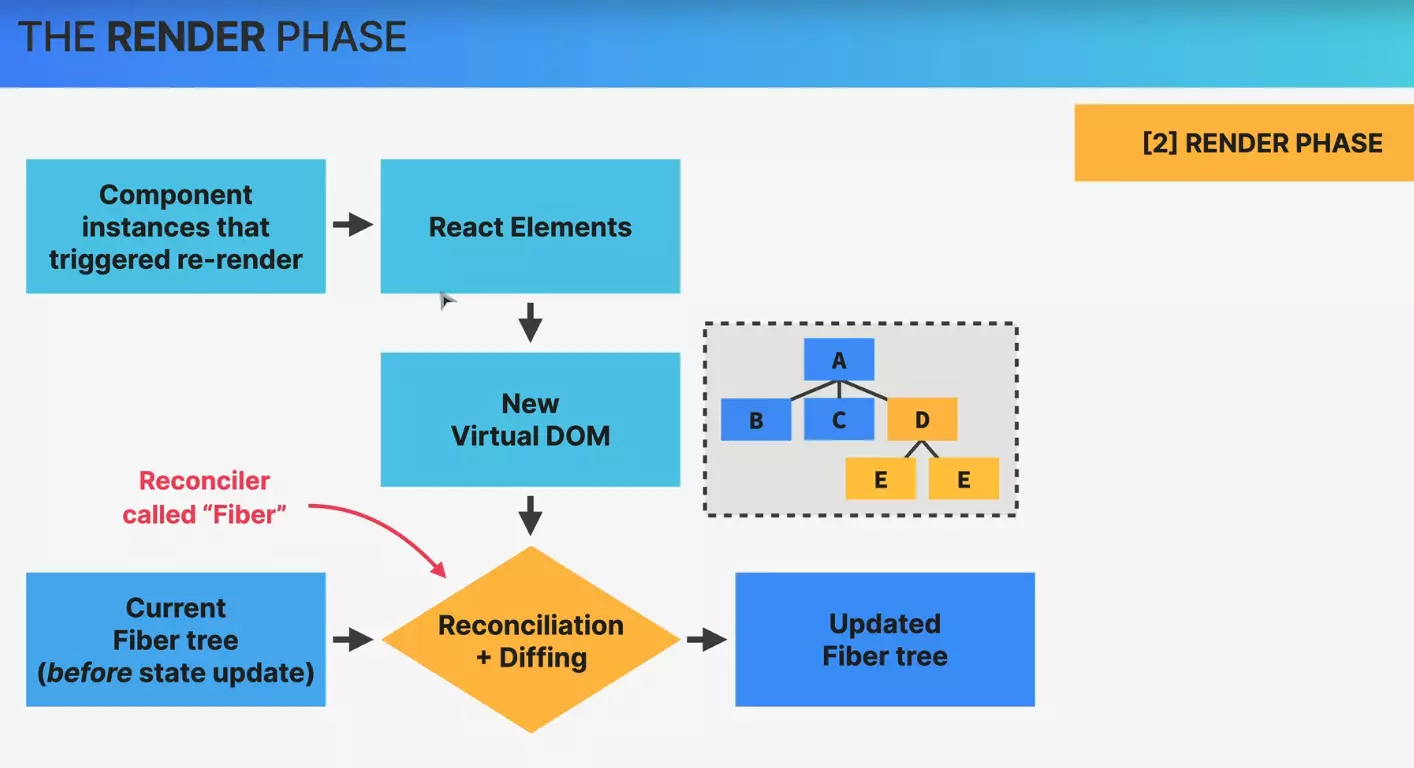 THE RENDER PHASE
[2] RENDER PHASE
Component
instances that
triggered re-render
React Elements
New
Virtual DOM
A
B
C
D
E
E
Reconciler
called “Fiber”
Current
Fiber tree
(before state update)
Reconciliation
+ Diffing
Updated
Fiber tree